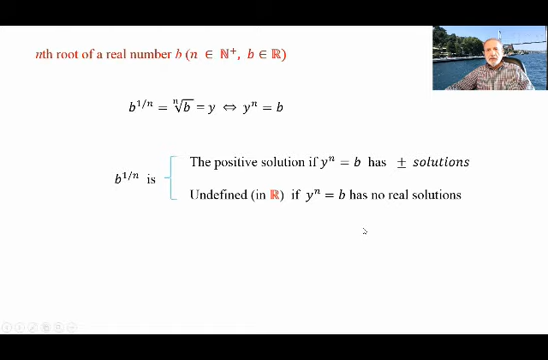 nth root of a real number b (n ∈ ℕ⁺, b ∈ ℝ)
b^{1/n} = ⁿ√b = y ⇔ yⁿ = b
b^{1/n} is
The positive solution if yⁿ = b has ± solutions
Undefined (in ℝ) if yⁿ = b has no real solutions